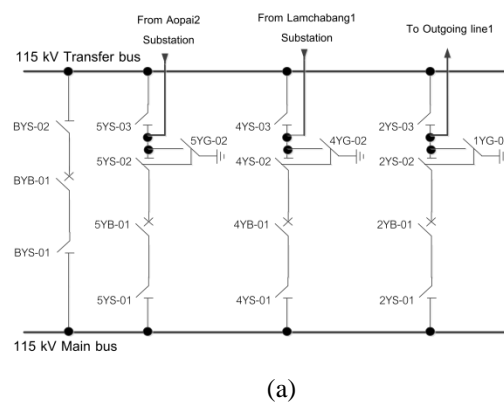 From Aopai2
Substation
From Lamchabang1
Substation
To Outgoing line1
115 kV Transfer bus
BYS-02
5YS-03
4YS-03
2YS-03
5YG-02
4YG-02
1YG-0
5YS-02
4YS-02
2YS-02
BYB-01
5YB-01
4YB-01
2YB-01
BYS-01
5YS-01
4YS-01
2YS-01
115 kV Main bus
(a)